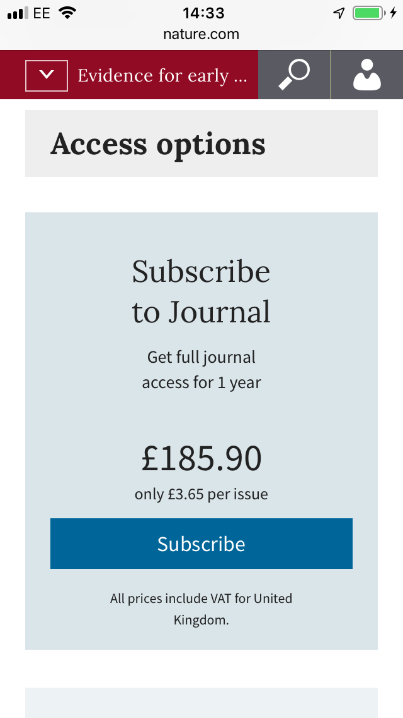 EE 14:33
nature.com
Evidence for early ...
Access options
Subscribe
to Journal
Get full journal
access for 1 year
£185.90
only £3.65 per issue
Subscribe
All prices include VAT for United
Kingdom.